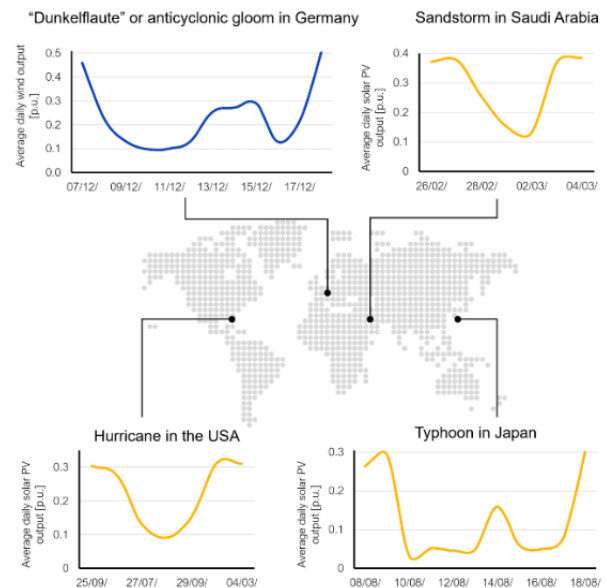 “Dunkelflaute” or anticyclonic gloom in Germany
Average daily wind output
[p.u.]
0.5
0.4
0.3
0.2
0.1
0.0
07/12/ 09/12/ 11/12/ 13/12/ 15/12/ 17/12/
Sandstorm in Saudi Arabia
Average daily solar PV
output [p.u.]
0.4
0.3
0.2
0.1
0
26/02/ 28/02/ 02/03/ 04/03/
Hurricane in the USA
Average daily solar PV
output [p.u.]
0.3
0.2
0.1
0
25/09/ 27/07/ 29/09/ 04/03/
Typhoon in Japan
Average daily solar PV
output [p.u.]
0.3
0.2
0.1
0
08/08/ 10/08/ 12/08/ 14/08/ 16/08/ 18/08/